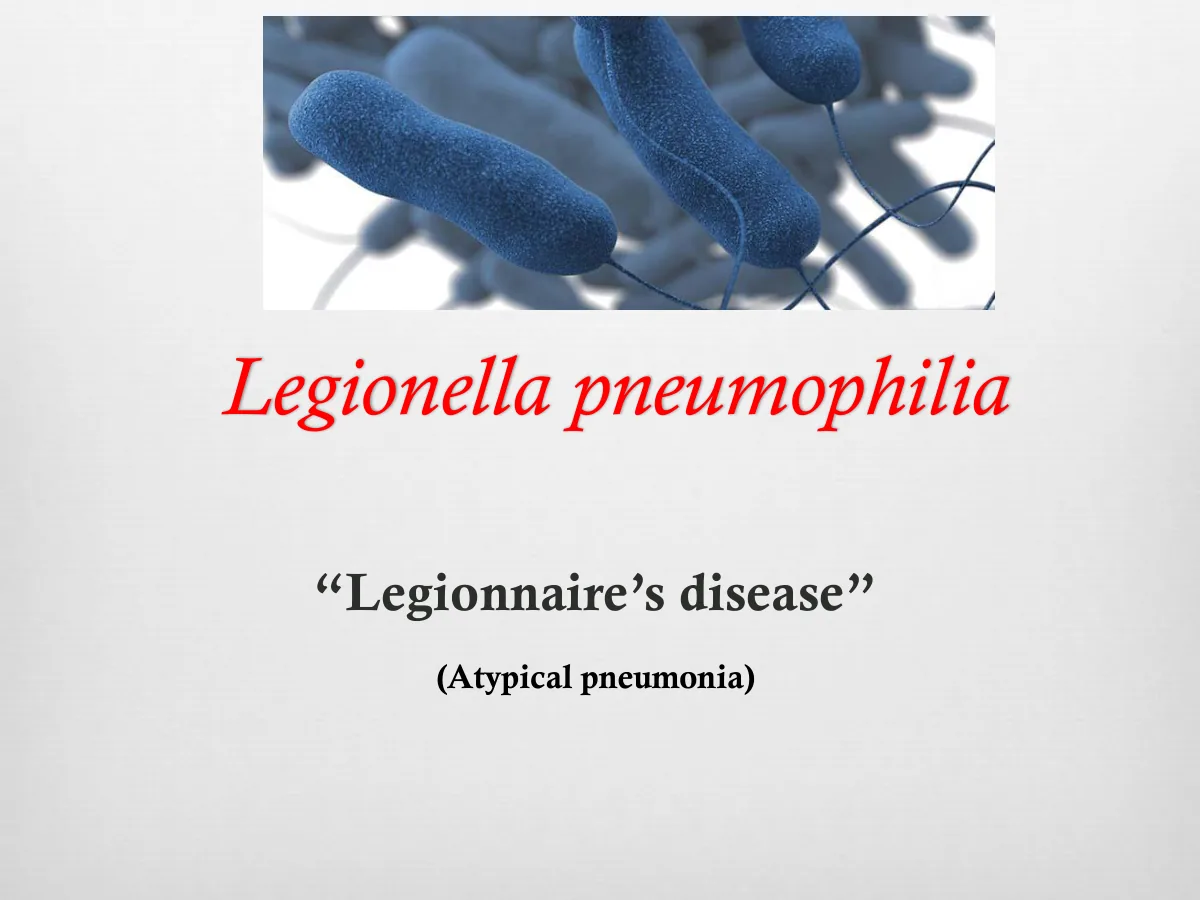 Legionella pneumophilia
“Legionnaire’s disease”
(Atypical pneumonia)